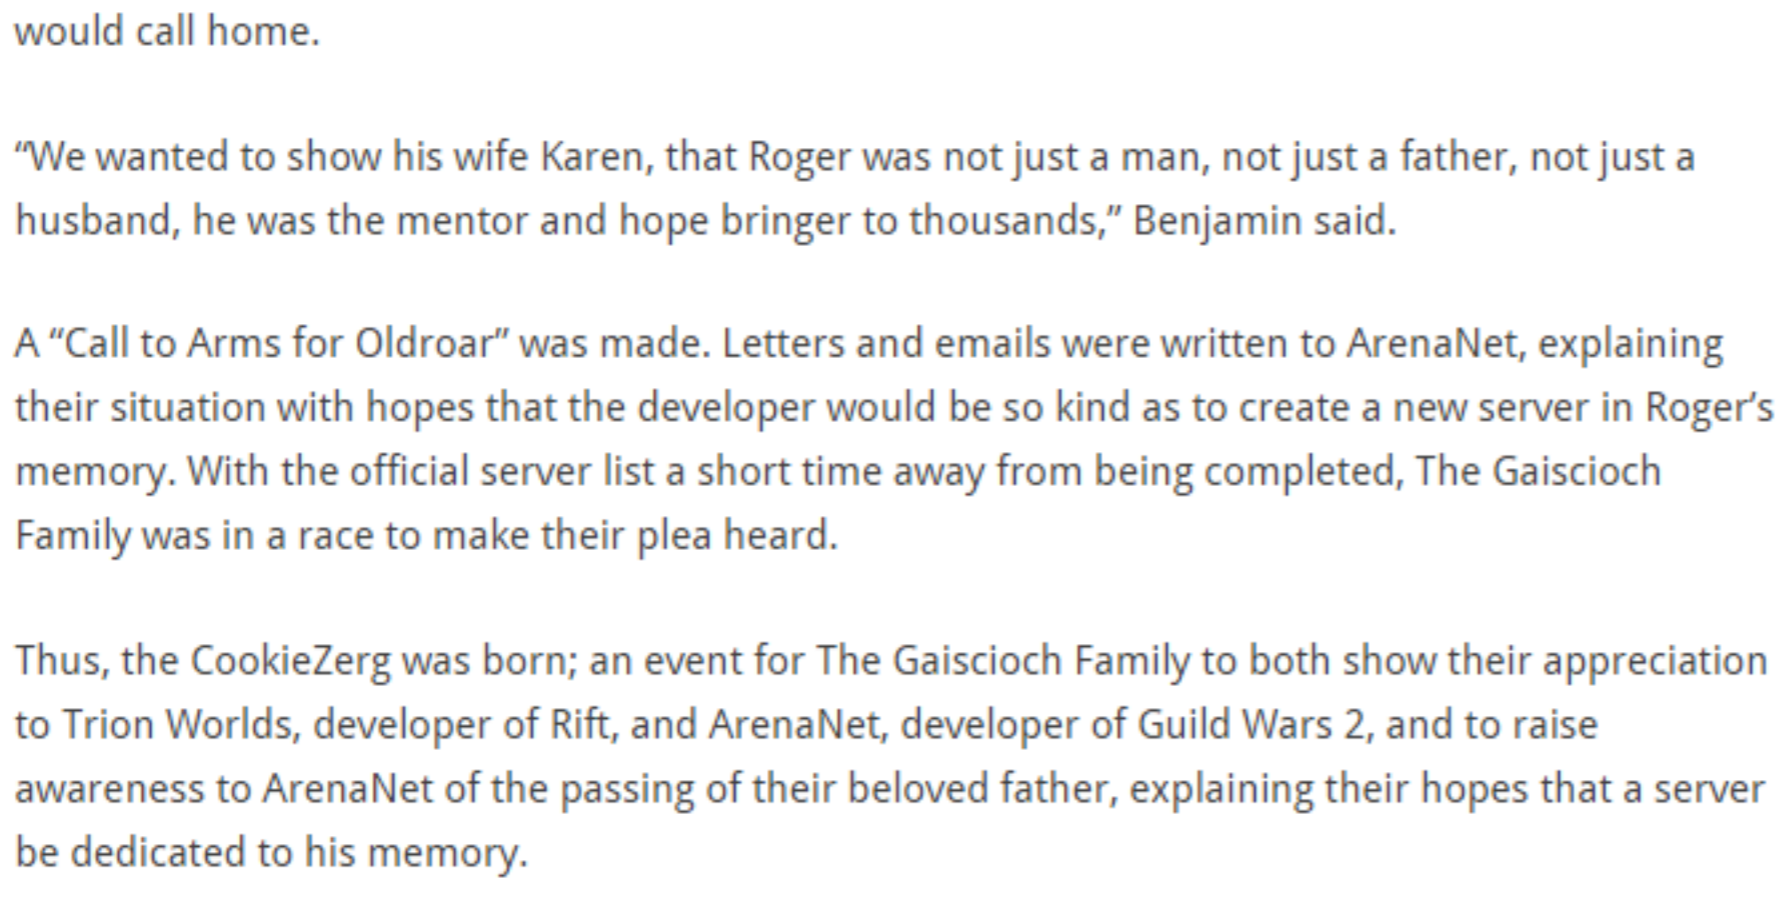 would call home.
“We wanted to show his wife Karen, that Roger was not just a man, not just a father, not just a
husband, he was the mentor and hope bringer to thousands,” Benjamin said.
A “Call to Arms for Oldroar” was made. Letters and emails were written to ArenaNet, explaining
their situation with hopes that the developer would be so kind as to create a new server in Roger’s
memory. With the official server list a short time away from being completed, The Gaiscioch
Family was in a race to make their plea heard.
Thus, the CookieZerg was born; an event for The Gaiscioch Family to both show their appreciation
to Trion Worlds, developer of Rift, and ArenaNet, developer of Guild Wars 2, and to raise
awareness to ArenaNet of the passing of their beloved father, explaining their hopes that a server
be dedicated to his memory.